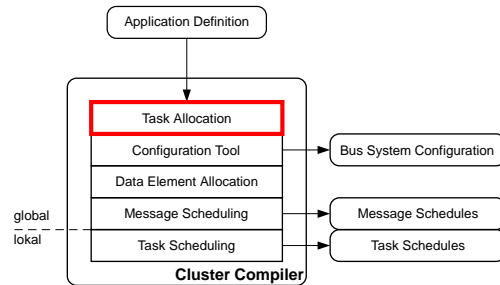 Application Definition
Task Allocation
Configuration Tool
Bus System Configuration
Data Element Allocation
global
Message Scheduling
Message Schedules
lokal
Task Scheduling
Task Schedules
Cluster Compiler